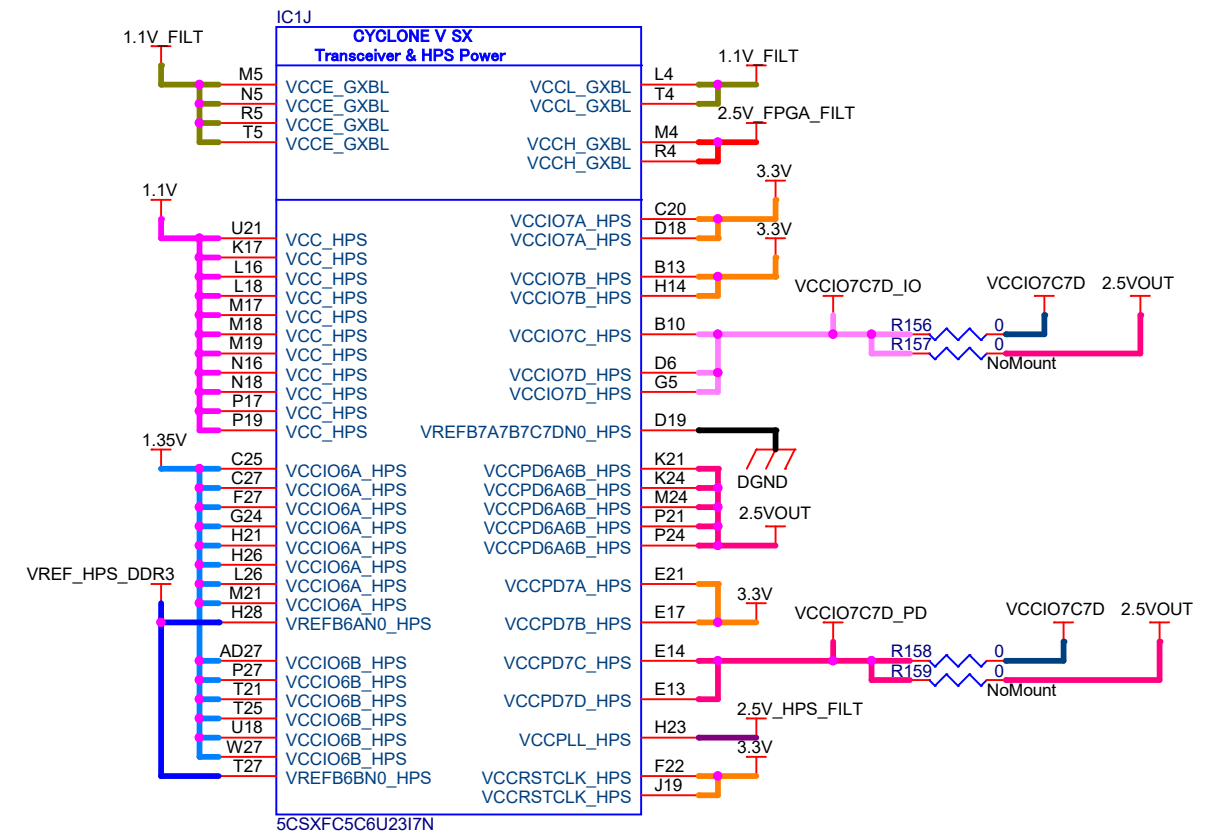 IC1J
CYCLONE V SX
Transceiver & HPS Power
1.1V_FILT
M5 VCCE_GXBL
N5 VCCE_GXBL
R5 VCCE_GXBL
T5 VCCE_GXBL
1.1V
U21 VCC_HPS
K17 VCC_HPS
L16 VCC_HPS
L18 VCC_HPS
M17 VCC_HPS
M18 VCC_HPS
M19 VCC_HPS
N16 VCC_HPS
N18 VCC_HPS
P17 VCC_HPS
P19 VCC_HPS
1.35V
C25 VCCIO6A_HPS
C27 VCCIO6A_HPS
F27 VCCIO6A_HPS
G24 VCCIO6A_HPS
H21 VCCIO6A_HPS
H26 VCCIO6A_HPS
L26 VCCIO6A_HPS
M21 VCCIO6A_HPS
VREF_HPS_DDR3
H28 VREFB6AN0_HPS
AD27 VCCIO6B_HPS
P27 VCCIO6B_HPS
T21 VCCIO6B_HPS
T25 VCCIO6B_HPS
U18 VCCIO6B_HPS
W27 VCCIO6B_HPS
T27 VREFB6BN0_HPS
1.1V_FILT
VCCL_GXBL L4
VCCL_GXBL T4
2.5V_FPGA_FILT
VCCH_GXBL M4
VCCH_GXBL R4
3.3V
VCCIO7A_HPS C20
VCCIO7A_HPS D18
3.3V
VCCIO7B_HPS B13
VCCIO7B_HPS H14
VCCIO7C7D_IO VCCIO7C7D 2.5VOUT
VCCIO7C_HPS B10 R156 0
R157 0
NoMount
VCCIO7D_HPS D6
VCCIO7D_HPS G5
VREFB7A7B7C7DN0_HPS D19
DGND
VCCPD6A6B_HPS K21
VCCPD6A6B_HPS K24
VCCPD6A6B_HPS M24
VCCPD6A6B_HPS P21
2.5VOUT
VCCPD6A6B_HPS P24
VCCPD7A_HPS E21
3.3V
VCCPD7B_HPS E17
VCCIO7C7D_PD VCCIO7C7D 2.5VOUT
VCCPD7C_HPS E14 R158 0
R159 0
NoMount
VCCPD7D_HPS E13
2.5V_HPS_FILT
VCCPLL_HPS H23
3.3V
VCCRSTCLK_HPS F22
VCCRSTCLK_HPS J19
5CSXFC5C6U23I7N